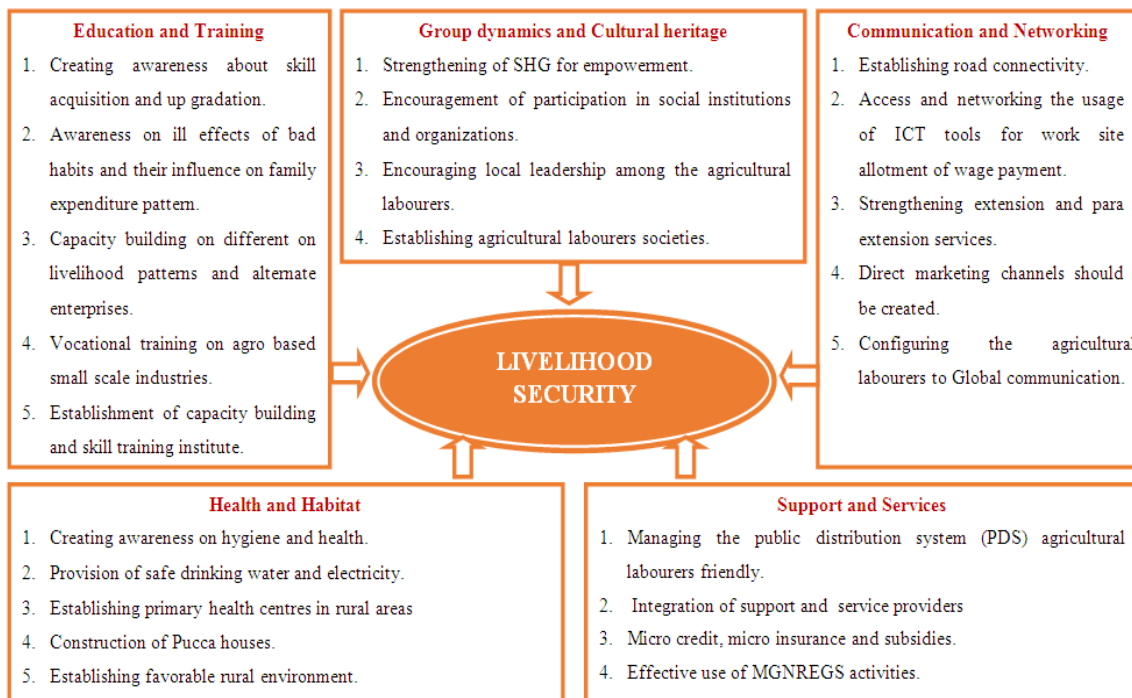 Education and Training
1. Creating awareness about skill
acquisition and up gradation.
2. Awareness on ill effects of bad
habits and their influence on family
expenditure pattern.
3. Capacity building on different on
livelihood patterns and alternate
enterprises.
4. Vocational training on agro based
small scale industries.
5. Establishment of capacity building
and skill training institute.
Group dynamics and Cultural heritage
1. Strengthening of SHG for empowerment.
2. Encouragement of participation in social institutions
and organizations.
3. Encouraging local leadership among the agricultural
labourers.
4. Establishing agricultural labourers societies.
Communication and Networking
1. Establishing road connectivity.
2. Access and networking the usage
of ICT tools for work site
allotment of wage payment.
3. Strengthening extension and para
extension services.
4. Direct marketing channels should
be created.
5. Configuring the agricultural
labourers to Global communication.
LIVELIHOOD
SECURITY
Health and Habitat
1. Creating awareness on hygiene and health.
2. Provision of safe drinking water and electricity.
3. Establishing primary health centres in rural areas
4. Construction of Pucca houses.
5. Establishing favorable rural environment.
Support and Services
1. Managing the public distribution system (PDS) agricultural
labourers friendly.
2. Integration of support and service providers
3. Micro credit, micro insurance and subsidies.
4. Effective use of MGNREGS activities.